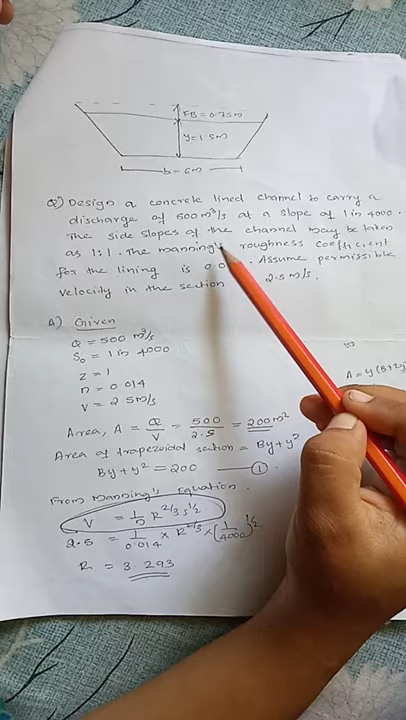 FB = 0.75m
y = 1.5m
b = 6m
Q) Design a concrete lined channel to carry a
discharge of 500 m³/s at a slope of 1 in 4000.
The side slopes of the channel may be taken
as 1:1. The manning's roughness coefficient
for the lining is Assume permissible
velocity in the section 2.5 m/s.
A) Given
Q = 500 m³/s
S₀ = 1 in 4000
z = 1
n = 0.014
V = 2.5 m/s
Area, A = Q/V = 500/2.5 = 200 m²
Area of trapezoidal section = By + y²
By + y² = 200 — ①
From Manning's Equation.
V = 1/n R^2/3 S^1/2
2.5 = 1/0.014 × R^2/3 × (1/4000)^1/2
R = 3.293